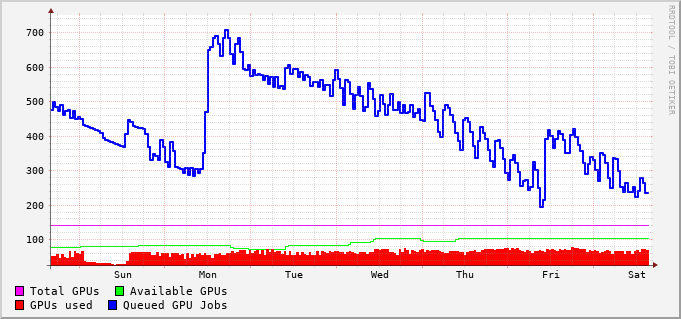 700
600
500
400
300
200
100
Sun Mon Tue Wed Thu Fri Sat
Total GPUs Available GPUs
GPUs used Queued GPU Jobs
RRDTOOL / TOBI OETIKER